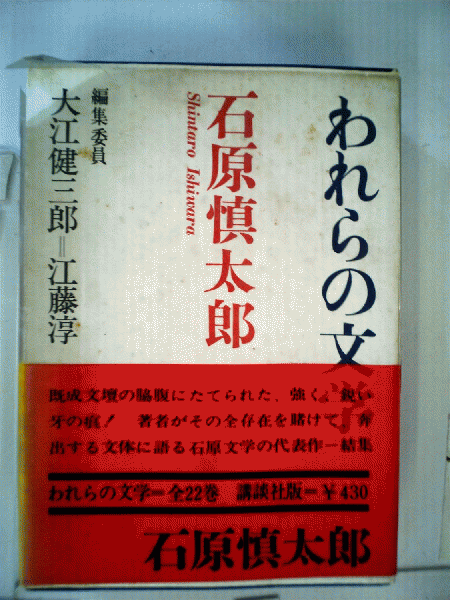 われらの文学
石原慎太郎
Shintaro Ishiwara
編集委員
大江健三郎=江藤淳
既成文壇の脇腹にたてられた、強く、鋭い
牙の痕！ 著者がその全存在を賭けて、奔
出する文体に語る石原文学の代表作一結集
われらの文学=全22巻 講談社版=¥430
石原慎太郎